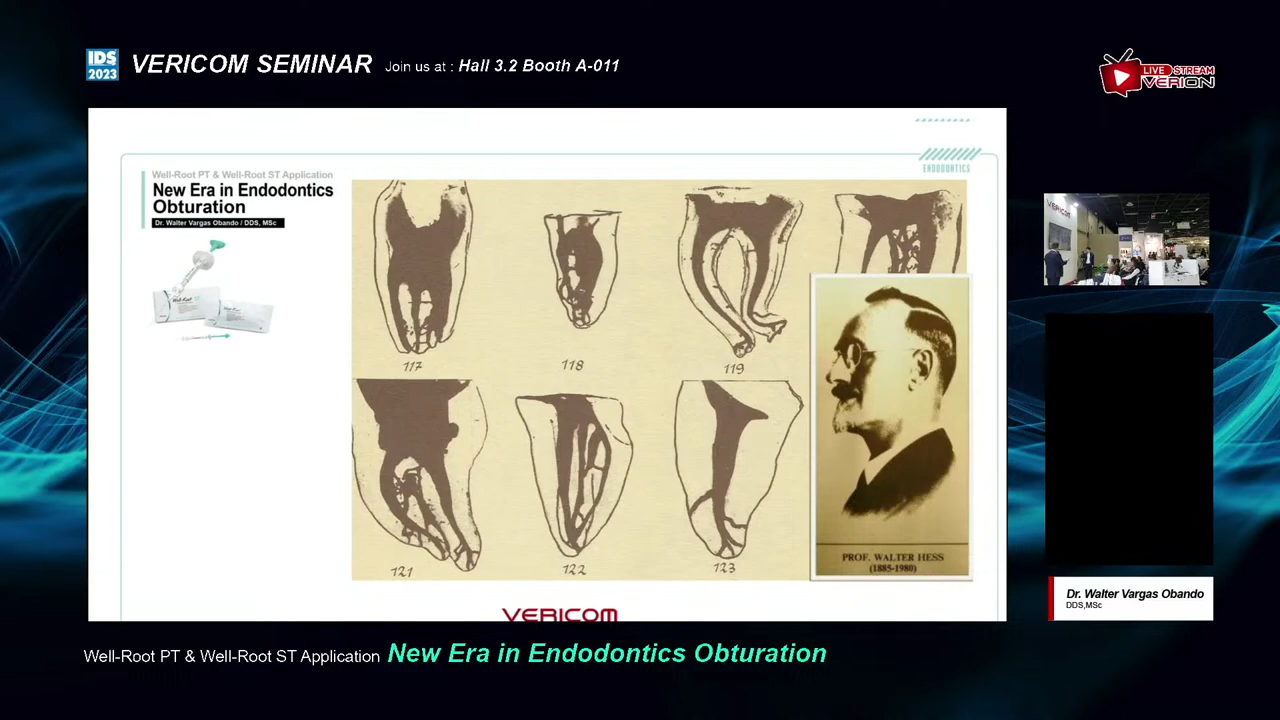 IDS
2023
VERICOM SEMINAR Join us at : Hall 3.2 Booth A-011
LIVE STREAM
VERION
ENDODONTICS
Well-Root PT & Well-Root ST Application
New Era in Endodontics
Obturation
Dr. Walter Vargas Obando / DDS, MSc
Well-Root
117
118
119
121
122
123
PROF. WALTER HESS
(1885-1980)
VERICOM
VERICOM
Dr. Walter Vargas Obando
DDS,MSc
Well-Root PT & Well-Root ST Application New Era in Endodontics Obturation